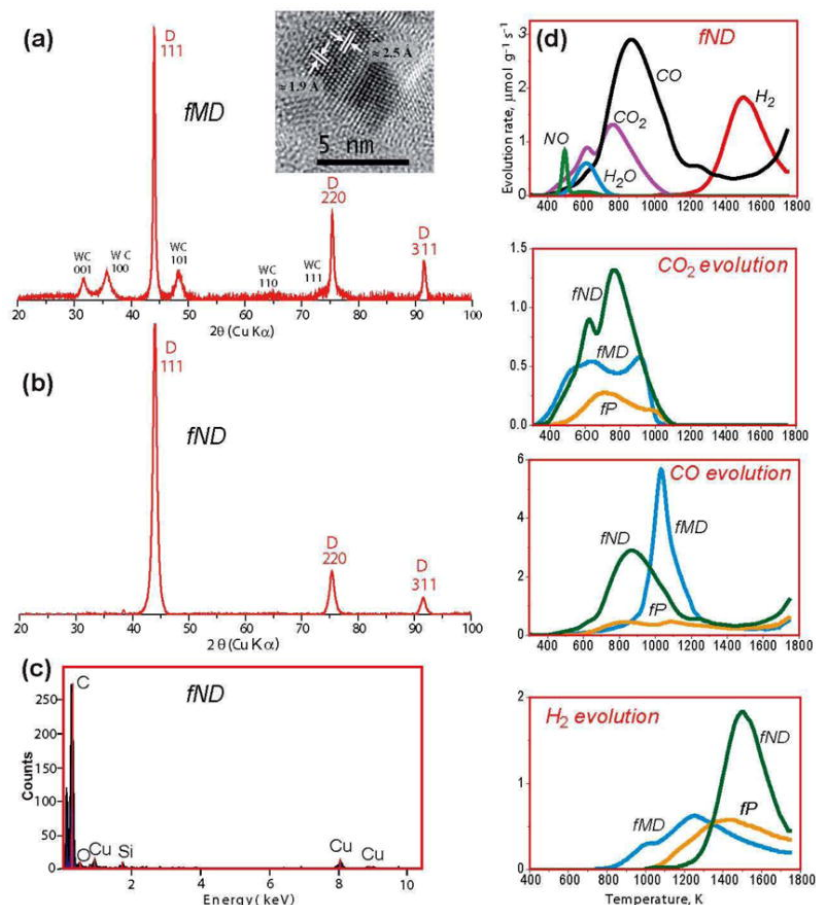 (a)
D
111
fMD
≈ 1.9 Å
≈ 2.5 Å
5 nm
WC
001
W C
100
WC
101
WC
110
WC
111
D
220
D
311
20 30 40 50 60 70 80 90 100
2θ (Cu Kα)
(b)
D
111
fND
D
220
D
311
20 30 40 50 60 70 80 90 100
2θ (Cu Kα)
(c)
fND
Counts
250
200
150
100
50
0
C
O
Cu
Si
Cu
Cu
2 4 6 8 10
Energy ( keV)
(d)
fND
Evolution rate, μmol g⁻¹ s⁻¹
3
2
1
0
NO
CO₂
H₂O
CO
H₂
400 600 800 1000 1200 1400 1600 1800
CO₂ evolution
1.5
1.0
0.5
0.0
fND
fMD
fP
400 600 800 1000 1200 1400 1600 1800
CO evolution
6
4
2
0
fND
fMD
fP
400 600 800 1000 1200 1400 1600 1800
H₂ evolution
2
1
0
fND
fMD
fP
400 600 800 1000 1200 1400 1600 1800
Temperature, K